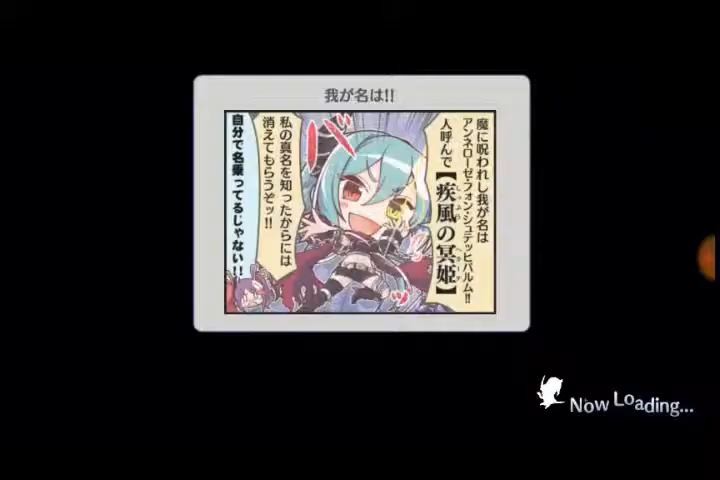 我が名は!!
魔に呪われし我が名は
アンネローゼ・フォン・シュテッヒパルム!!
人呼んで【疾風の冥姫】
私の真名を知ったからには
消えてもらうぞッ!!
自分で名乗ってるじゃない!!
Now Loading...